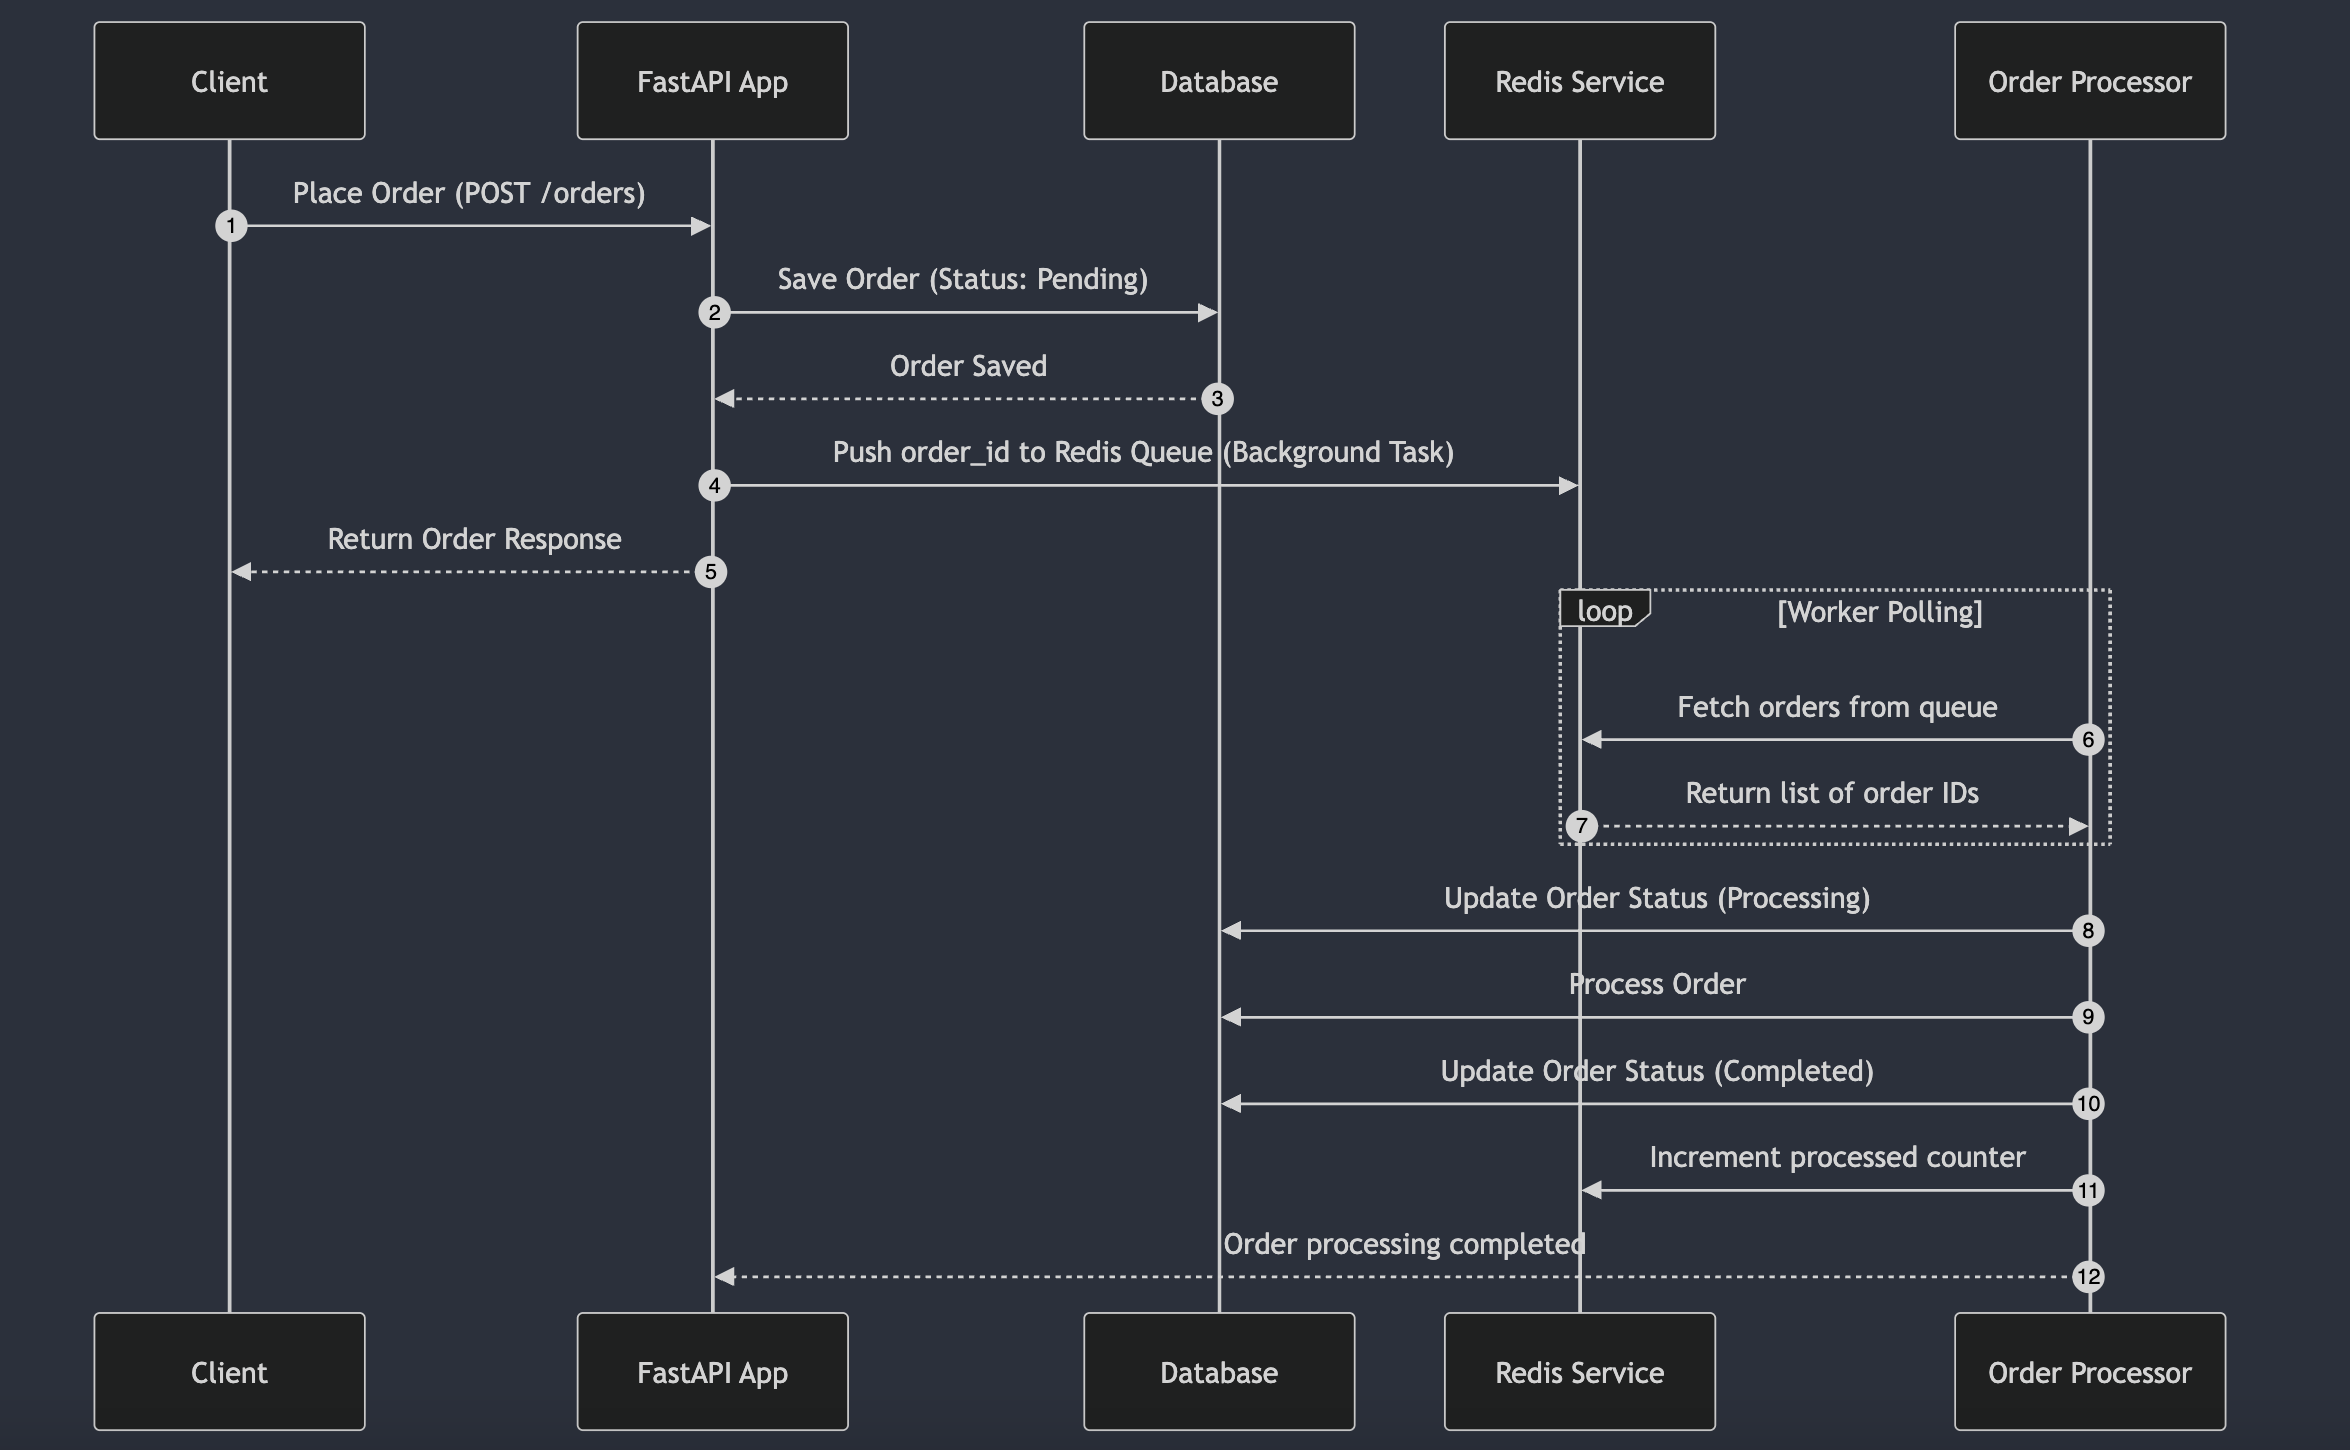 Client
FastAPI App
Database
Redis Service
Order Processor
Place Order (POST /orders)
1
Save Order (Status: Pending)
2
Order Saved
3
Push order_id to Redis Queue (Background Task)
4
Return Order Response
5
loop
[Worker Polling]
Fetch orders from queue
6
Return list of order IDs
7
Update Order Status (Processing)
8
Process Order
9
Update Order Status (Completed)
10
Increment processed counter
11
Order processing completed
12
Client
FastAPI App
Database
Redis Service
Order Processor